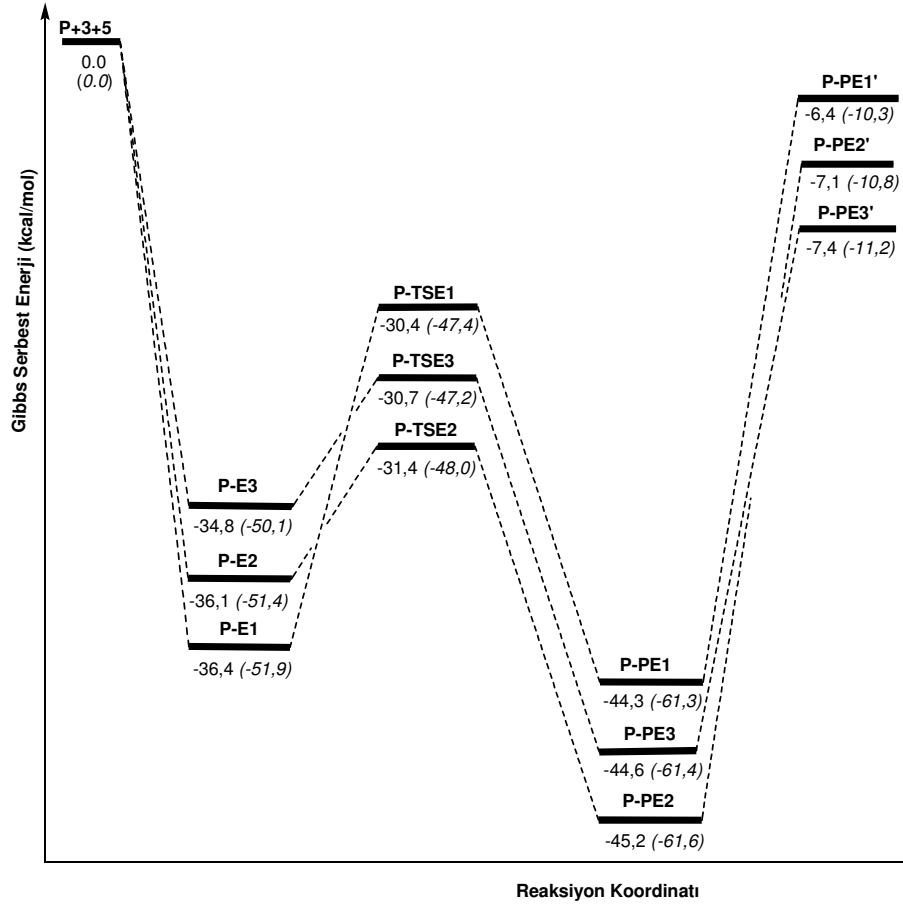 P+3+5
0.0
(0.0)
P-PE1'
-6,4 (-10,3)
P-PE2'
-7,1 (-10,8)
P-PE3'
-7,4 (-11,2)
Gibbs Serbest Enerji (kcal/mol)
P-TSE1
-30,4 (-47,4)
P-TSE3
-30,7 (-47,2)
P-TSE2
-31,4 (-48,0)
P-E3
-34,8 (-50,1)
P-E2
-36,1 (-51,4)
P-E1
-36,4 (-51,9)
P-PE1
-44,3 (-61,3)
P-PE3
-44,6 (-61,4)
P-PE2
-45,2 (-61,6)
Reaksiyon Koordinatı